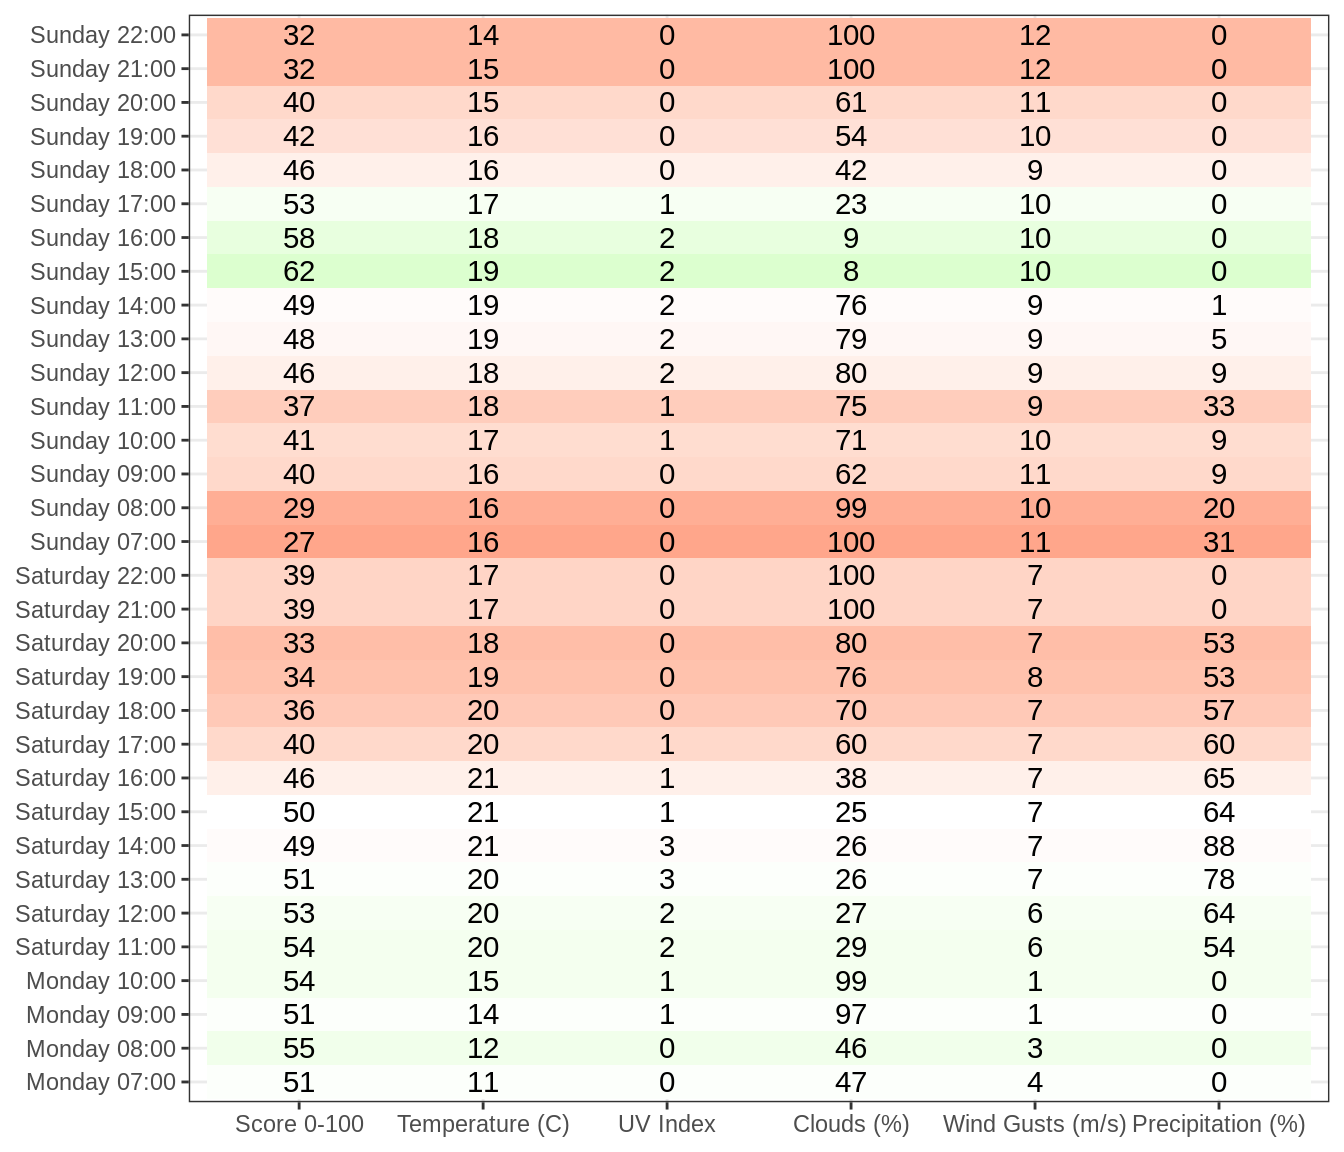 Sunday 22:00 32 14 0 100 12 0
Sunday 21:00 32 15 0 100 12 0
Sunday 20:00 40 15 0 61 11 0
Sunday 19:00 42 16 0 54 10 0
Sunday 18:00 46 16 0 42 9 0
Sunday 17:00 53 17 1 23 10 0
Sunday 16:00 58 18 2 9 10 0
Sunday 15:00 62 19 2 8 10 0
Sunday 14:00 49 19 2 76 9 1
Sunday 13:00 48 19 2 79 9 5
Sunday 12:00 46 18 2 80 9 9
Sunday 11:00 37 18 1 75 9 33
Sunday 10:00 41 17 1 71 10 9
Sunday 09:00 40 16 0 62 11 9
Sunday 08:00 29 16 0 99 10 20
Sunday 07:00 27 16 0 100 11 31
Saturday 22:00 39 17 0 100 7 0
Saturday 21:00 39 17 0 100 7 0
Saturday 20:00 33 18 0 80 7 53
Saturday 19:00 34 19 0 76 8 53
Saturday 18:00 36 20 0 70 7 57
Saturday 17:00 40 20 1 60 7 60
Saturday 16:00 46 21 1 38 7 65
Saturday 15:00 50 21 1 25 7 64
Saturday 14:00 49 21 3 26 7 88
Saturday 13:00 51 20 3 26 7 78
Saturday 12:00 53 20 2 27 6 64
Saturday 11:00 54 20 2 29 6 54
Monday 10:00 54 15 1 99 1 0
Monday 09:00 51 14 1 97 1 0
Monday 08:00 55 12 0 46 3 0
Monday 07:00 51 11 0 47 4 0
Score 0-100 Temperature (C) UV Index Clouds (%) Wind Gusts (m/s) Precipitation (%)